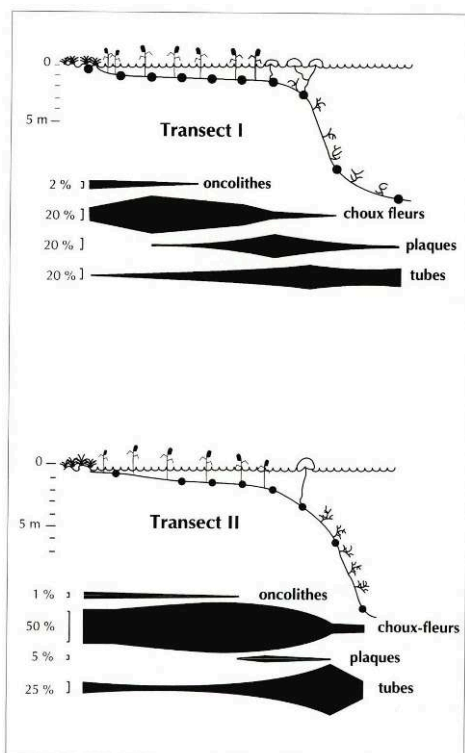 0
5 m
Transect I
2 % oncolithes
20% choux fleurs
20 % plaques
20 % tubes
0
5 m
Transect II
1 % oncolithes
50 % choux-fleurs
5 % plaques
25 % tubes